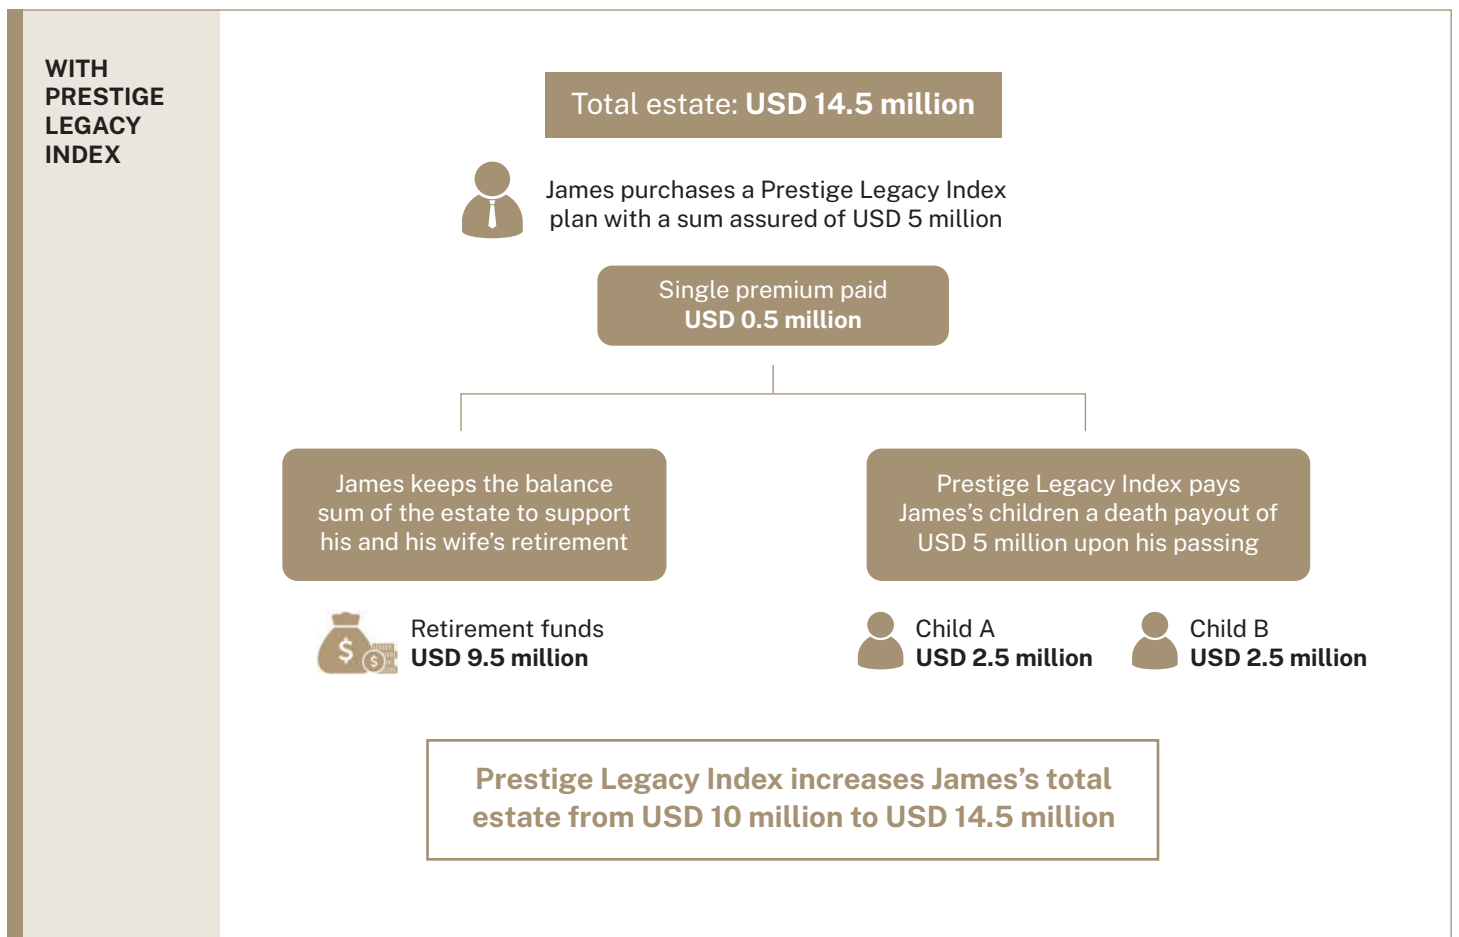 WITH
PRESTIGE
LEGACY
INDEX
Total estate: USD 14.5 million
James purchases a Prestige Legacy Index
plan with a sum assured of USD 5 million
Single premium paid
USD 0.5 million
James keeps the balance
sum of the estate to support
his and his wife's retirement
Prestige Legacy Index pays
James's children a death payout of
USD 5 million upon his passing
$
$
Retirement funds
USD 9.5 million
Child A
USD 2.5 million
Child B
USD 2.5 million
Prestige Legacy Index increases James's total
estate from USD 10 million to USD 14.5 million